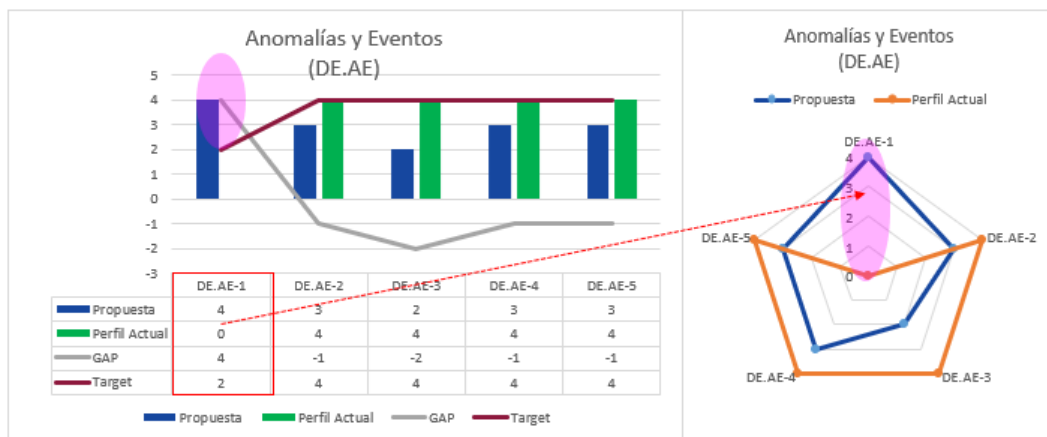 Anomalías y Eventos
(DE.AE)
5
4
3
2
1
0
-1
-2
-3
DE.AE-1 DE.AE-2 DE.AE-3 DE.AE-4 DE.AE-5
Propuesta 4 3 2 3 3
Perfil Actual 0 4 4 4 4
GAP 4 -1 -2 -1 -1
Target 2 4 4 4 4
Propuesta Perfil Actual GAP Target
Anomalías y Eventos
(DE.AE)
Propuesta Perfil Actual
DE.AE-1
4
3
2
1
0
DE.AE-5 DE.AE-2
DE.AE-4 DE.AE-3